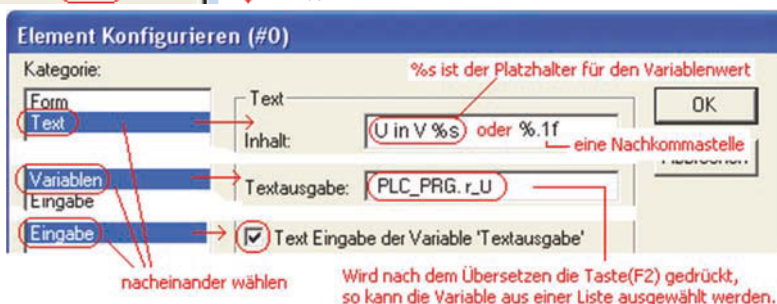 Element Konfigurieren (#0)
Kategorie:
%s ist der Platzhalter für den Variablenwert
Form
Text
Text
OK
Inhalt:
U in V %s oder %.1f
eine Nachkommastelle
Abbrechen
Variablen
Textausgabe:
PLC_PRG.r_U
Eingabe
Eingabe
Text Eingabe der Variable 'Textausgabe'
nacheinander wählen
Wird nach dem Übersetzen die Taste(F2) gedrückt,
so kann die Variable aus einer Liste ausgewählt werden.